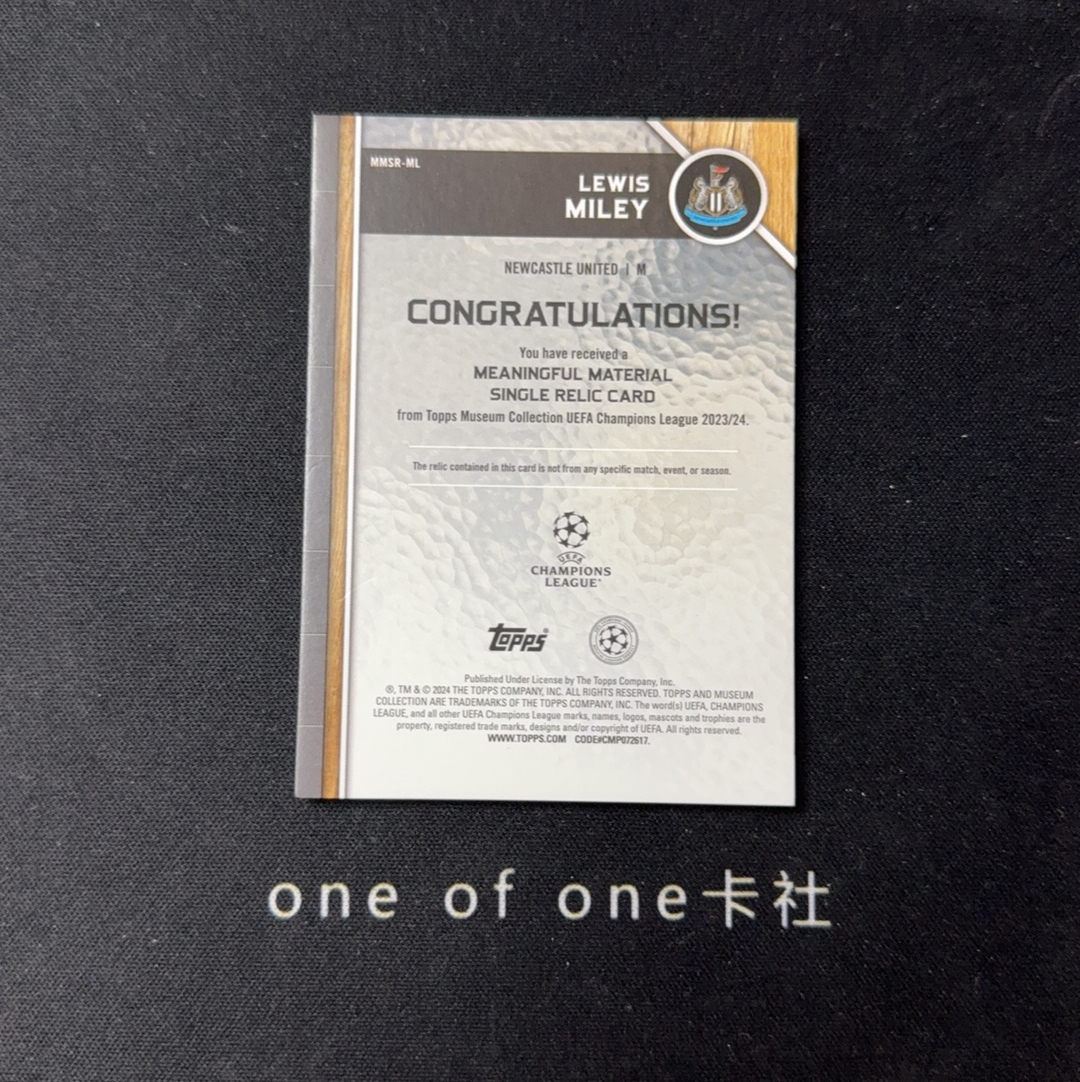 MMSR-ML
LEWIS
MILEY
NEWCASTLE UNITED | M
CONGRATULATIONS!
You have received a
MEANINGFUL MATERIAL
SINGLE RELIC CARD
from Topps Museum Collection UEFA Champions League 2023/24.
The relic contained in this card is not from any specific match, event, or season.
UEFA
CHAMPIONS
LEAGUE™
Topps®
Published Under License by The Topps Company, Inc.
®, TM & © 2024 THE TOPPS COMPANY, INC. ALL RIGHTS RESERVED. TOPPS AND MUSEUM
COLLECTION ARE TRADEMARKS OF THE TOPPS COMPANY, INC. The word(s) UEFA, CHAMPIONS
LEAGUE, and all other UEFA Champions League marks, names, logos, mascots and trophies are the
property, registered trade marks, designs and/or copyright of UEFA. All rights reserved.
WWW.TOPPS.COM CODE#CMP072617.
one of one卡社